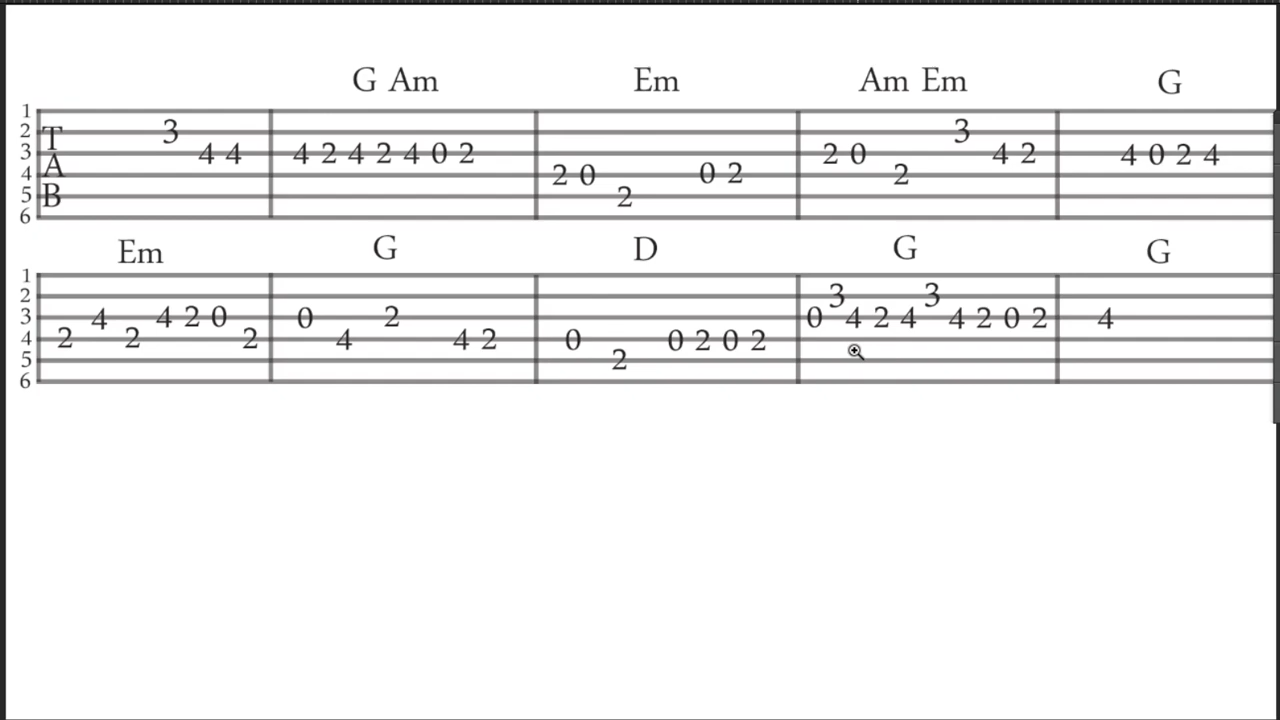 G Am Em Am Em G
1
2 3
T
3 4 4 4 2 4 2 4 0 2 2 0 4 2 4 0 2 4
A
4 2 0 0 2 2
B
5 2
6
Em G D G G
1
2 3 3
3 4 4 2 0 0 2 0 4 2 4 4 2 0 2 4
4 2 2 2 4 4 2 0 0 2 0 2
5 2
6